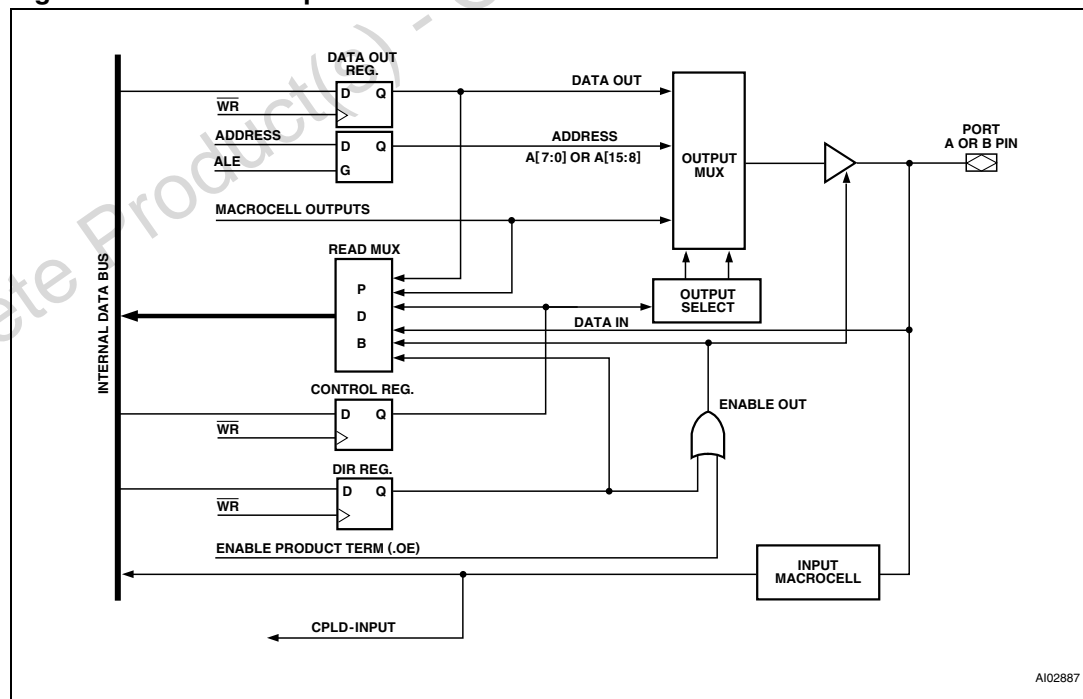 DATA OUT
REG.
D Q
WR
DATA OUT
ADDRESS
ALE
D Q
G
ADDRESS
A[7:0] OR A[15:8]
OUTPUT
MUX
PORT
A OR B PIN
MACROCELL OUTPUTS
READ MUX
P
D
B
OUTPUT
SELECT
DATA IN
INTERNAL DATA BUS
CONTROL REG.
D Q
WR
ENABLE OUT
DIR REG.
D Q
WR
ENABLE PRODUCT TERM (.OE)
INPUT
MACROCELL
CPLD-INPUT
AI02887
ete Product(s) -